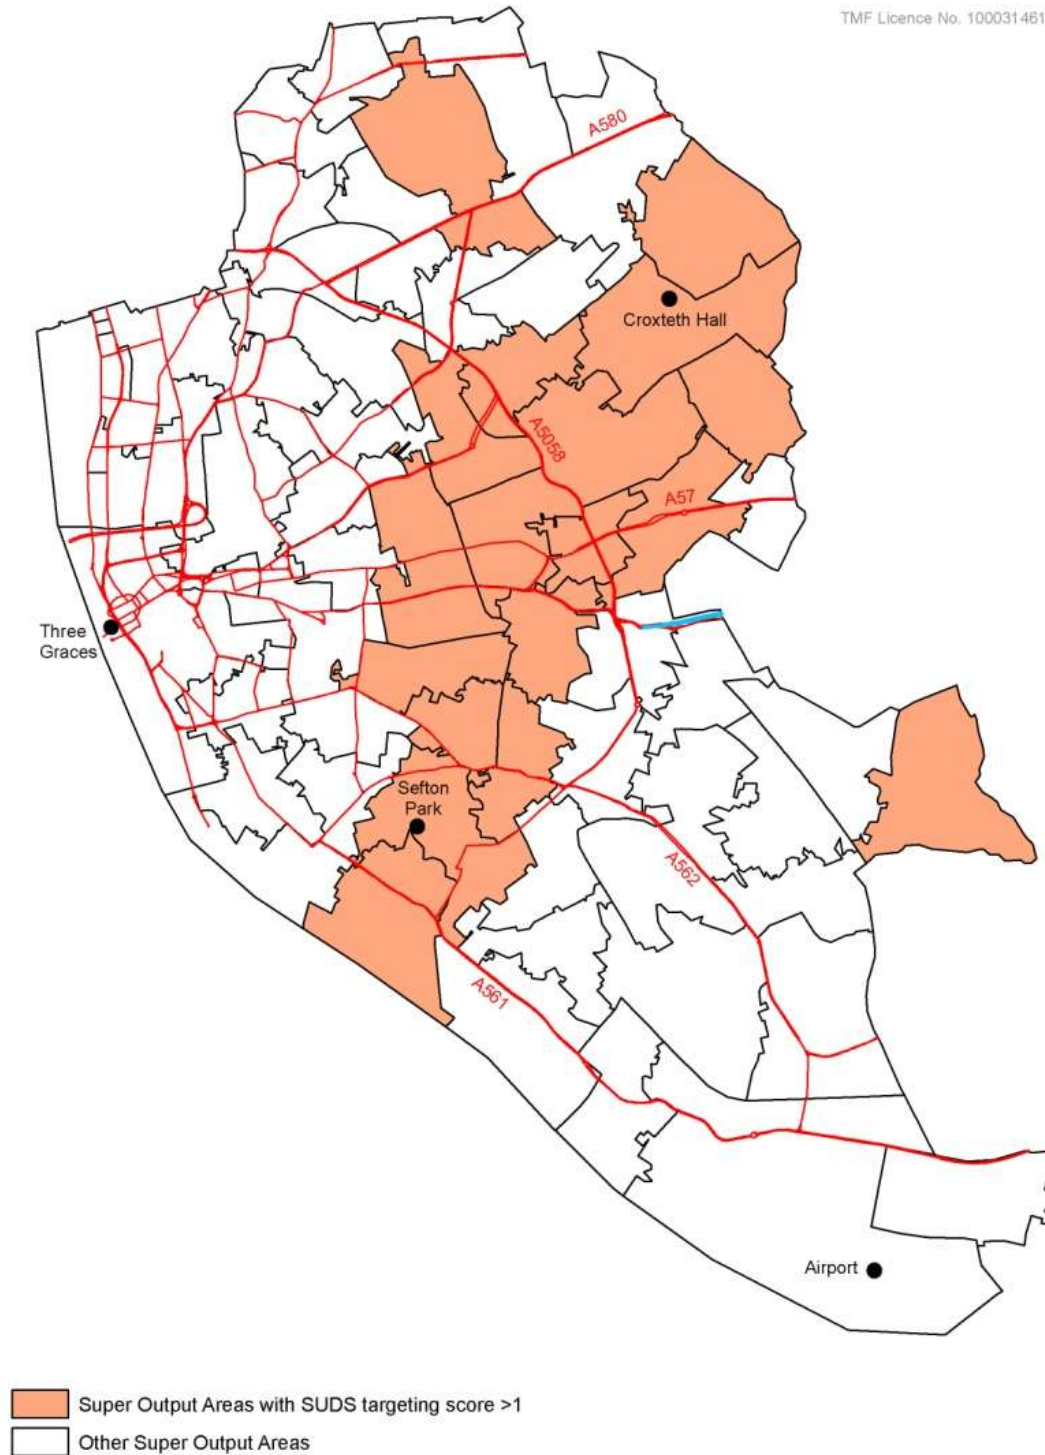 TMF Licence No. 100031461
A580
Croxteth Hall
A5058
A57
Three
Graces
Sefton
Park
A562
A561
Airport
Super Output Areas with SUDS targeting score >1
Other Super Output Areas